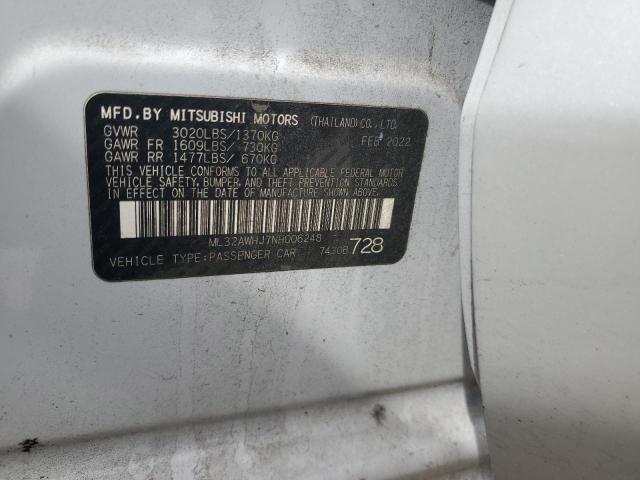 MFD.BY MITSUBISHI MOTORS (THAILAND)CO.,LTD.
GVWR 3020LBS/1370KG FEB 2022
GAWR FR 1609LBS/ 730KG
GAWR RR 1477LBS/ 670KG
THIS VEHICLE CONFORMS TO ALL APPLICABLE FEDERAL MOTOR
VEHICLE SAFETY, BUMPER, AND THEFT PREVENTION STANDARDS
IN EFFECT ON THE DATE OF MANUFACTURE SHOWN ABOVE.
ML32AWHJ7NH006248
VEHICLE TYPE:PASSENGER CAR 7430B 728